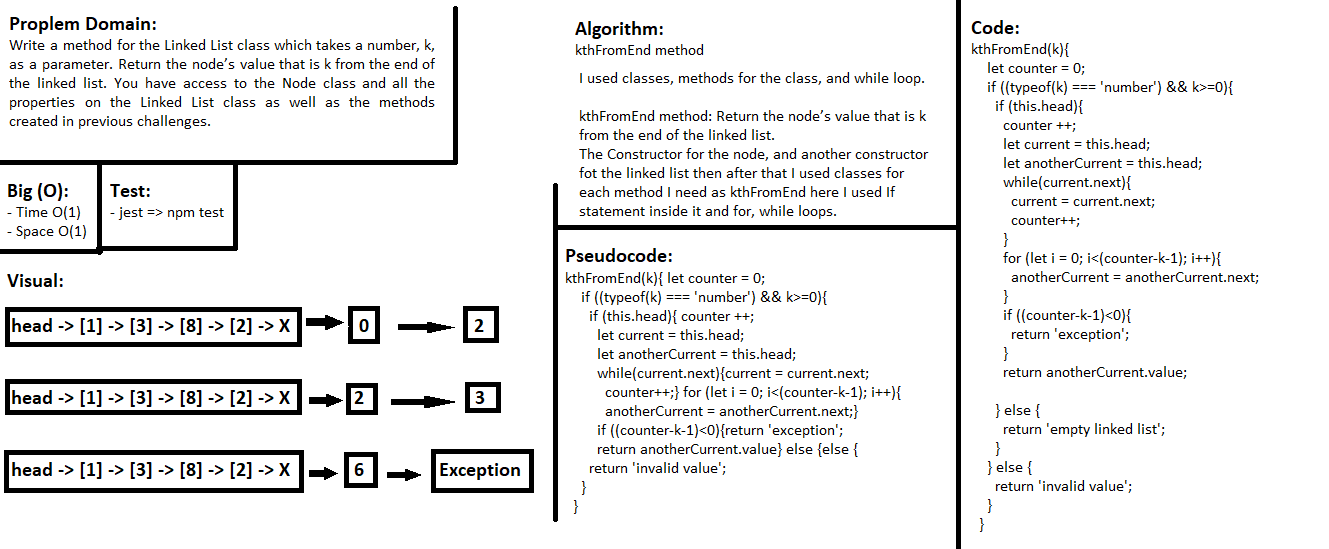 Proplem Domain:
Write a method for the Linked List class which takes a number, k,
as a parameter. Return the node’s value that is k from the end of
the linked list. You have access to the Node class and all the
properties on the Linked List class as well as the methods
created in previous challenges.
Big (O):
- Time O(1)
- Space O(1)
Test:
- jest => npm test
Visual:
head -> [1] -> [3] -> [8] -> [2] -> X
0
2
head -> [1] -> [3] -> [8] -> [2] -> X
2
3
head -> [1] -> [3] -> [8] -> [2] -> X
6
Exception
Algorithm:
kthFromEnd method
I used classes, methods for the class, and while loop.
kthFromEnd method: Return the node’s value that is k
from the end of the linked list.
The Constructor for the node, and another constructor
fot the linked list then after that I used classes for
each method I need as kthFromEnd here I used If
statement inside it and for, while loops.
Pseudocode:
kthFromEnd(k){ let counter = 0;
if ((typeof(k) === 'number') && k>=0){
if (this.head){ counter ++;
let current = this.head;
let anotherCurrent = this.head;
while(current.next){current = current.next;
counter++;} for (let i = 0; i<(counter-k-1); i++){
anotherCurrent = anotherCurrent.next;}
if ((counter-k-1)<0){return 'exception';
return anotherCurrent.value} else {else {
return 'invalid value';
}
}
Code:
kthFromEnd(k){
let counter = 0;
if ((typeof(k) === 'number') && k>=0){
if (this.head){
counter ++;
let current = this.head;
let anotherCurrent = this.head;
while(current.next){
current = current.next;
counter++;
}
for (let i = 0; i<(counter-k-1); i++){
anotherCurrent = anotherCurrent.next;
}
if ((counter-k-1)<0){
return 'exception';
}
return anotherCurrent.value;
} else {
return 'empty linked list';
}
} else {
return 'invalid value';
}
}